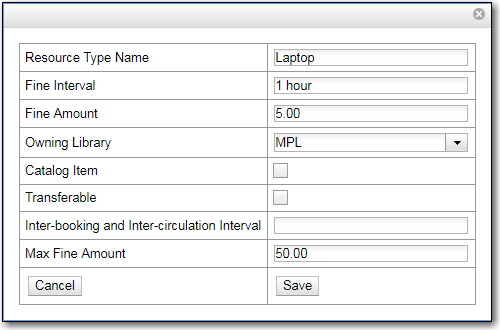 Resource Type Name Laptop
Fine Interval 1 hour
Fine Amount 5.00
Owning Library MPL
Catalog Item
Transferable
Inter-booking and Inter-circulation Interval
Max Fine Amount 50.00
Cancel Save